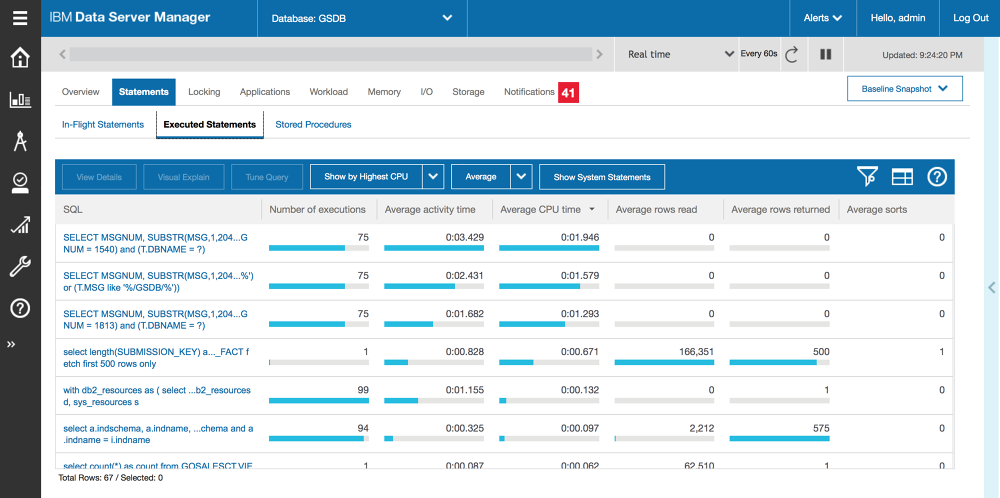 IBM Data Server Manager
Database: GSDB
Alerts
Hello, admin
Log Out
Real time
Every 60s
Updated: 9:24:20 PM
Overview Statements Locking Applications Workload Memory I/O Storage Notifications 41
Baseline Snapshot
In-Flight Statements Executed Statements Stored Procedures
View Details Visual Explain Tune Query Show by Highest CPU Average Show System Statements
SQL Number of executions Average activity time Average CPU time Average rows read Average rows returned Average sorts
SELECT MSGNUM, SUBSTR(MSG,1,204...G 75 0:03.429 0:01.946 0 0 0
NUM = 1540) and (T.DBNAME = ?)
SELECT MSGNUM, SUBSTR(MSG,1,204...%') 75 0:02.431 0:01.579 0 0 0
or (T.MSG like '%/GSDB/%'))
SELECT MSGNUM, SUBSTR(MSG,1,204...G 75 0:01.682 0:01.293 0 0 0
NUM = 1813) and (T.DBNAME = ?)
select length(SUBMISSION_KEY) a..._FACT f 1 0:00.828 0:00.671 166,351 500 1
etch first 500 rows only
with db2_resources as ( select ...b2_resources 99 0:01.155 0:00.132 0 1 0
d, sys_resources s
select a.indschema, a.indname, ...chema and a 94 0:00.325 0:00.097 2,212 575 0
.indname = i.indname
select count(*) as count from GOSALESCT.VIE 1 0:00.087 0:00.062 62,510 1 0
Total Rows: 67 / Selected: 0